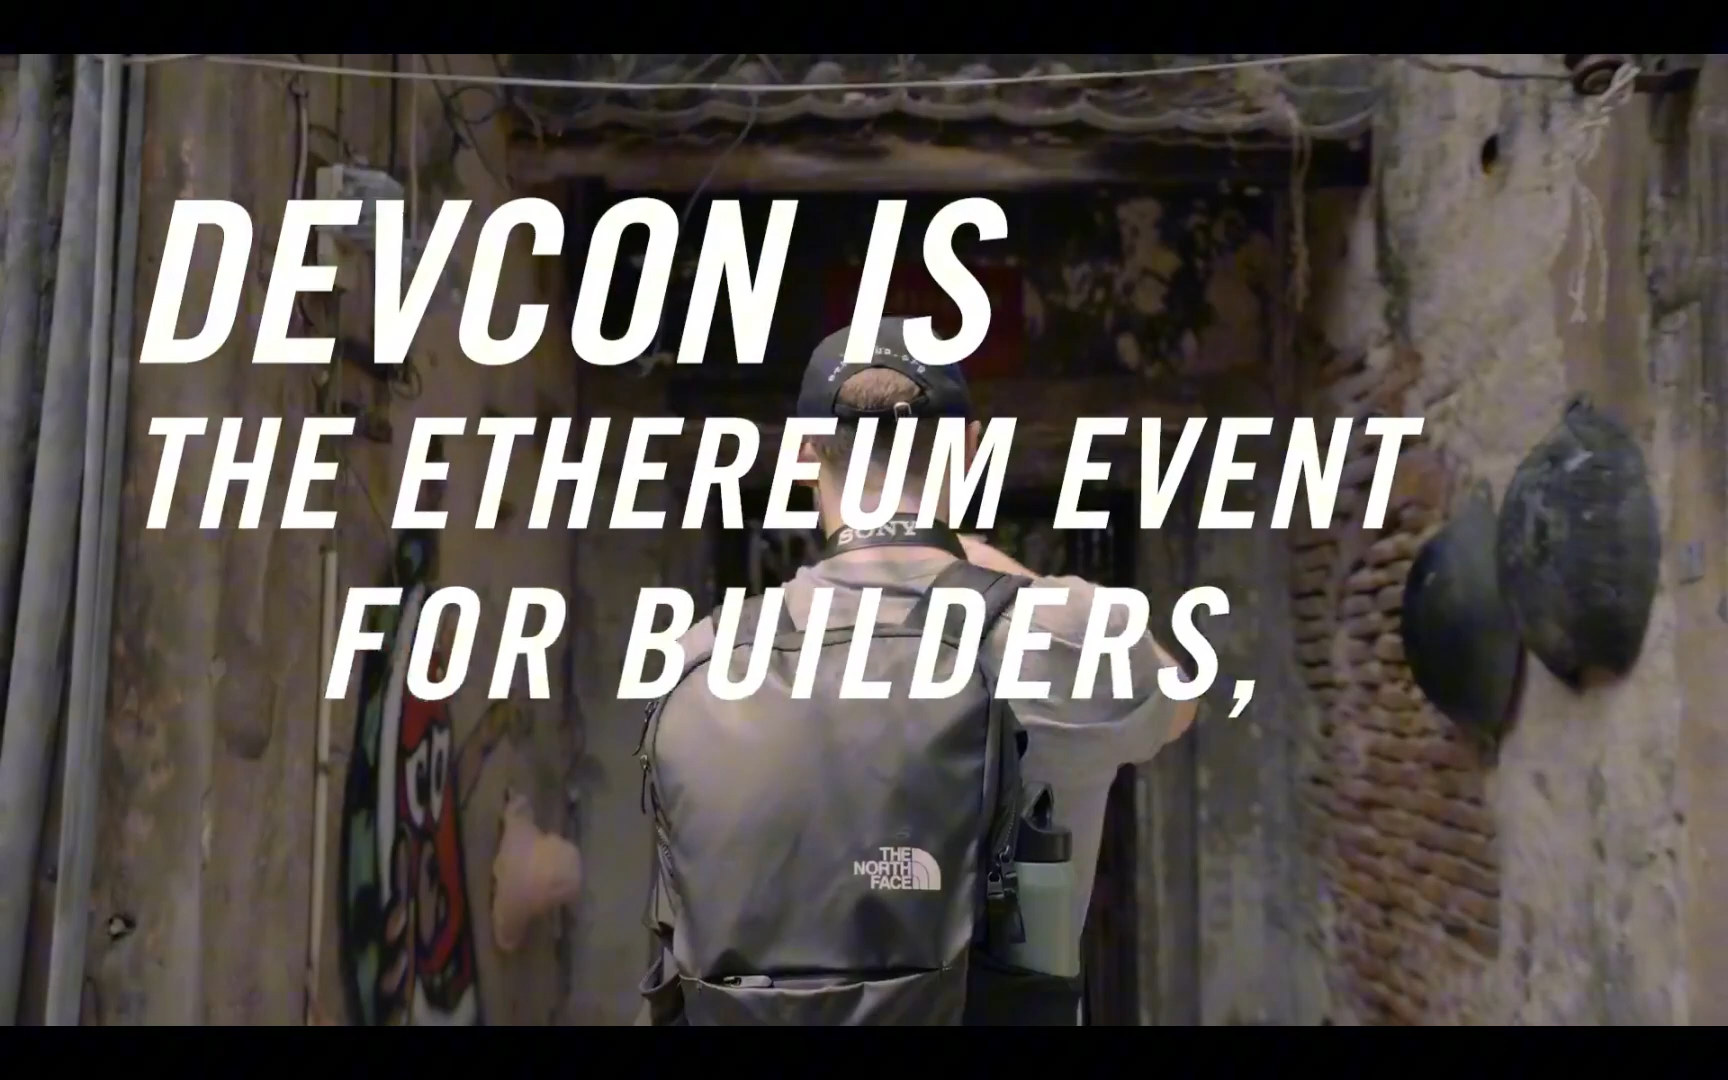 DEVCON IS
THE ETHEREUM EVENT
FOR BUILDERS,
SONY
THE
NORTH
FACE